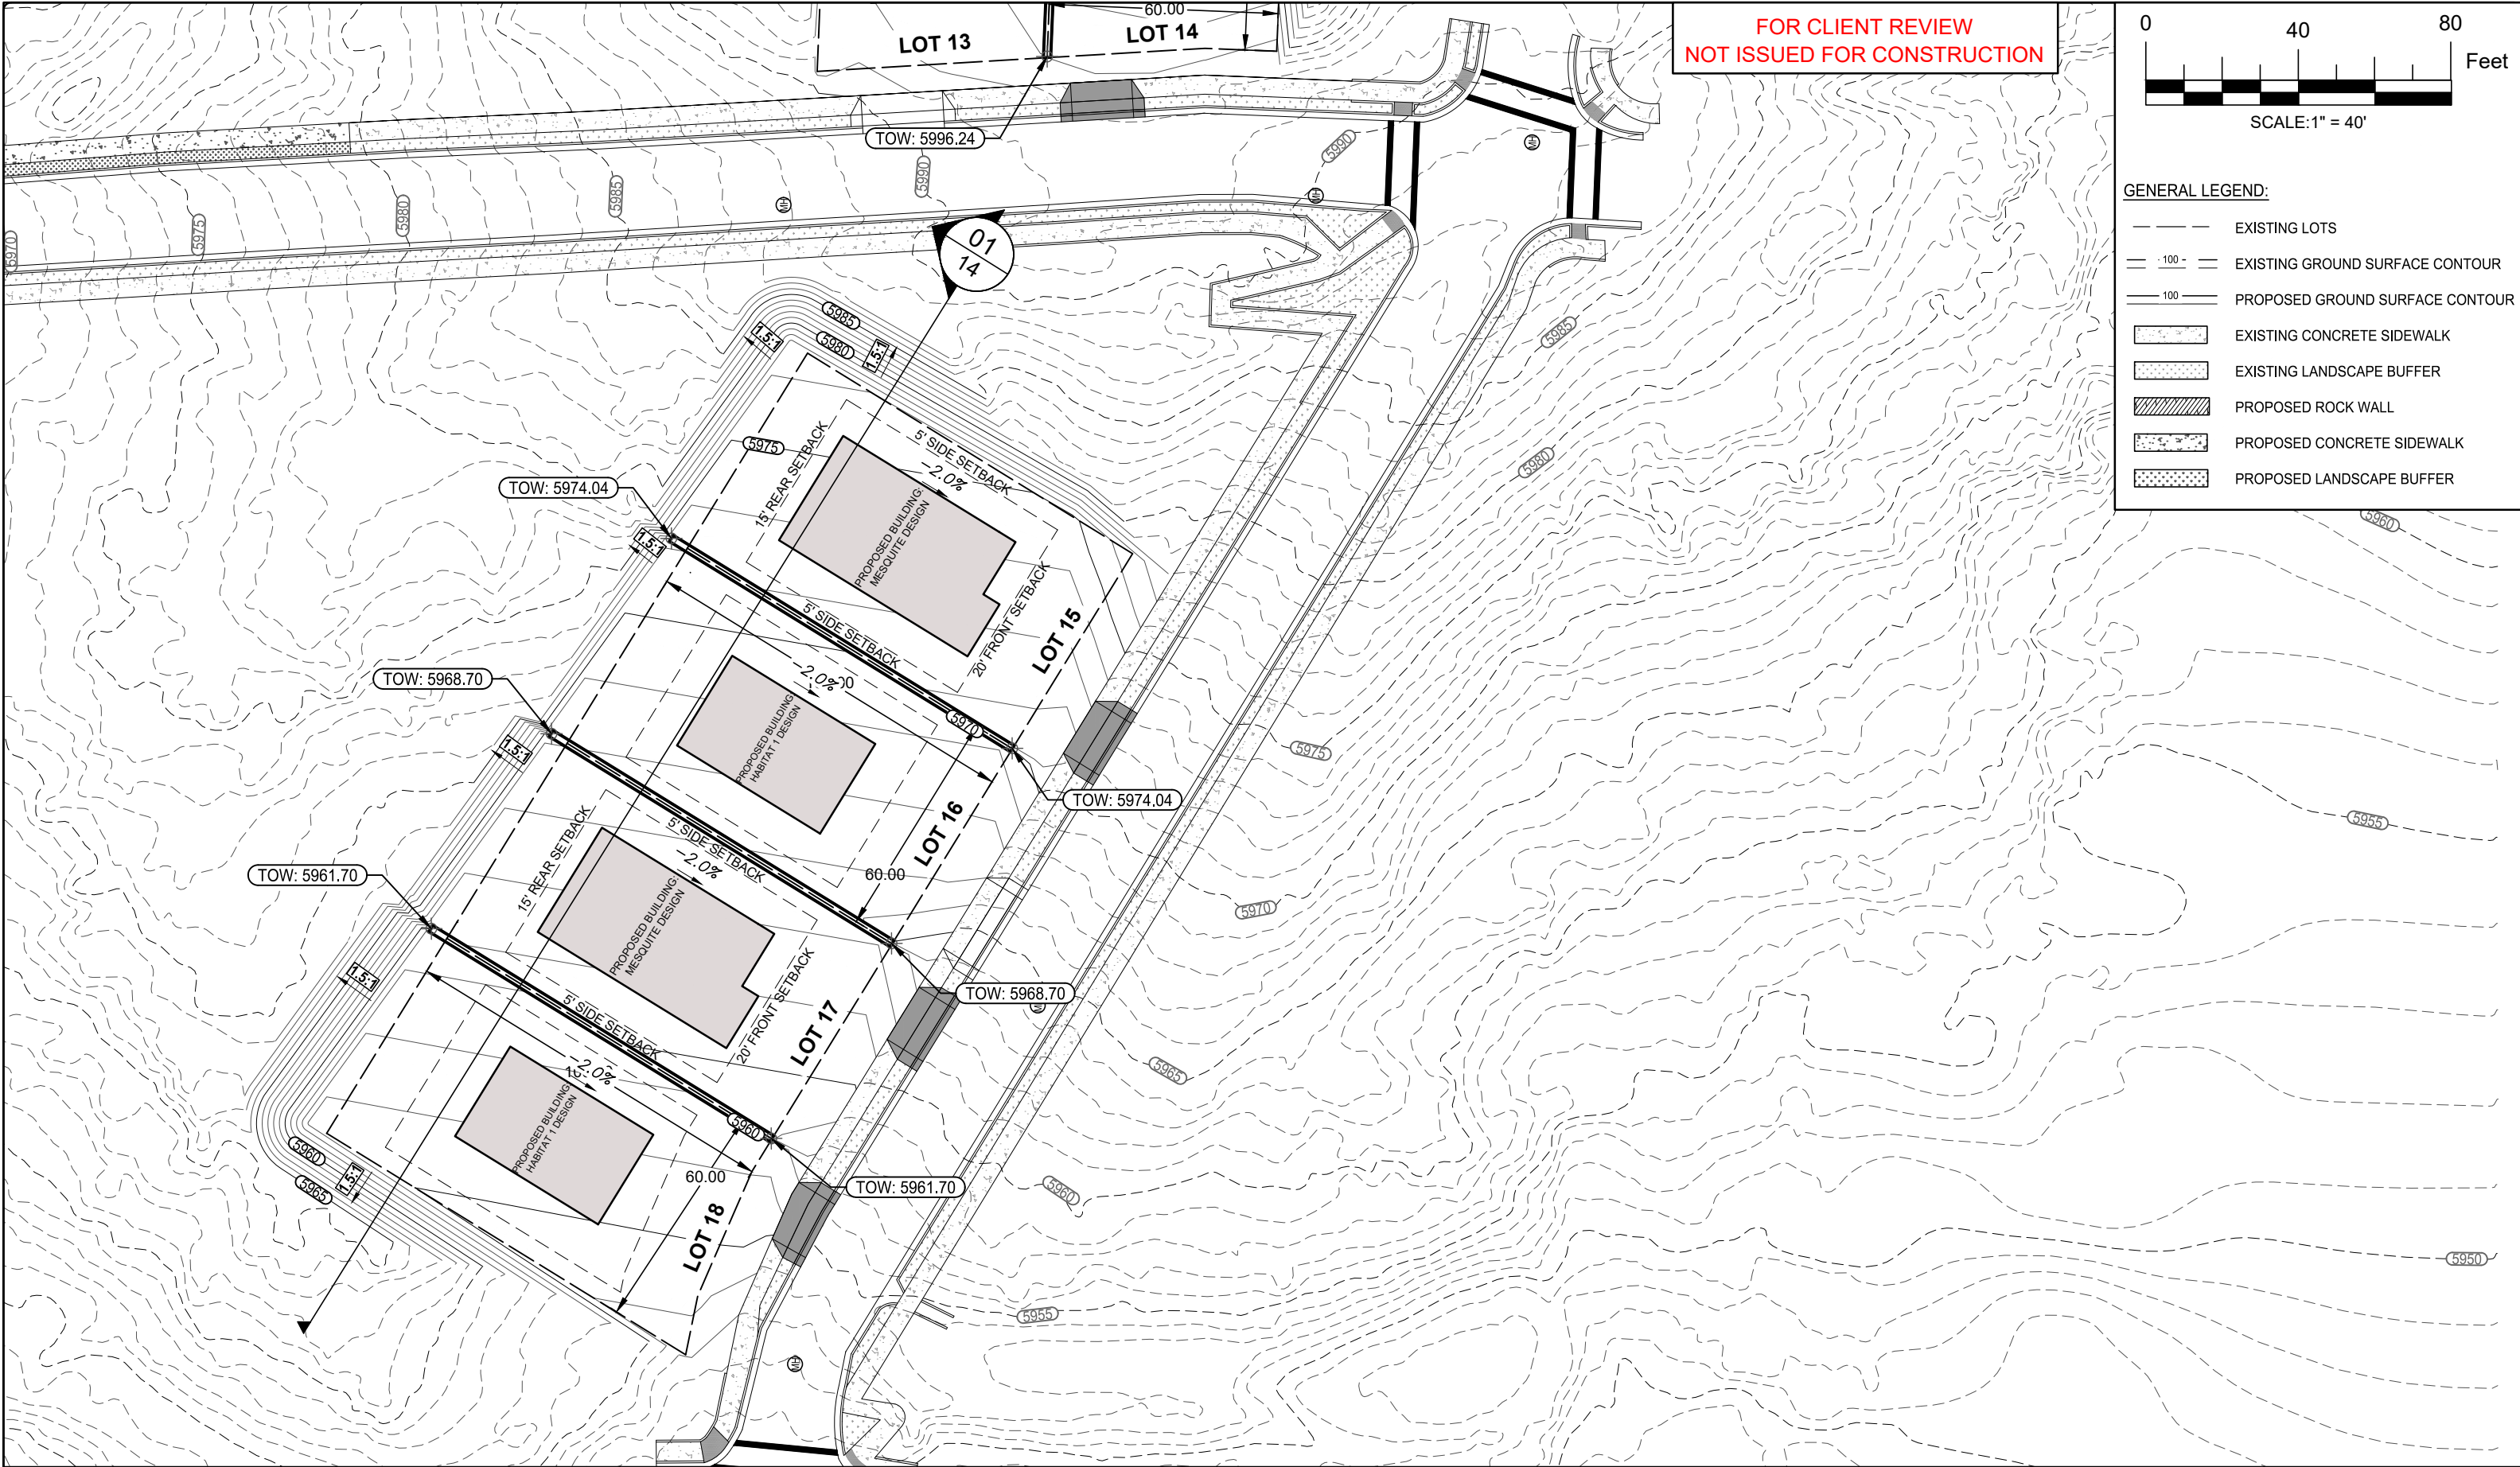 60.00
LOT 13
LOT 14
FOR CLIENT REVIEW
NOT ISSUED FOR CONSTRUCTION
0
40
80
Feet
SCALE:1" = 40'
GENERAL LEGEND:
EXISTING LOTS
100
EXISTING GROUND SURFACE CONTOUR
100
PROPOSED GROUND SURFACE CONTOUR
EXISTING CONCRETE SIDEWALK
EXISTING LANDSCAPE BUFFER
PROPOSED ROCK WALL
PROPOSED CONCRETE SIDEWALK
PROPOSED LANDSCAPE BUFFER
TOW: 5996.24
MH
MH
MH
5990
5990
5985
5980
5975
5970
01
14
5985
5980
1.5:1
1.5:1
5985
5980
5975
5960
5'SIDE SETBACK
15' REAR SETBACK
-2.0%
PROPOSED BUILDING:
MESQUITE DESIGN
20' FRONT SETBACK
LOT 15
TOW: 5974.04
1.5:1
5' SIDE SETBACK
TOW: 5968.70
-2.0%
PROPOSED BUILDING:
HABITAT 1 DESIGN
5970
5975
TOW: 5974.04
1.5:1
LOT 16
60.00
5955
5' SIDE SETBACK
15' REAR SETBACK
-2.0%
PROPOSED BUILDING:
MESQUITE DESIGN
TOW: 5961.70
5970
1.5:1
20' FRONT SETBACK
LOT 17
TOW: 5968.70
MH
5' SIDE SETBACK
-2.0%
PROPOSED BUILDING:
HABITAT 1 DESIGN
5965
5960
5960
5965
1.5:1
60.00
TOW: 5961.70
5960
LOT 18
5950
5955
MH